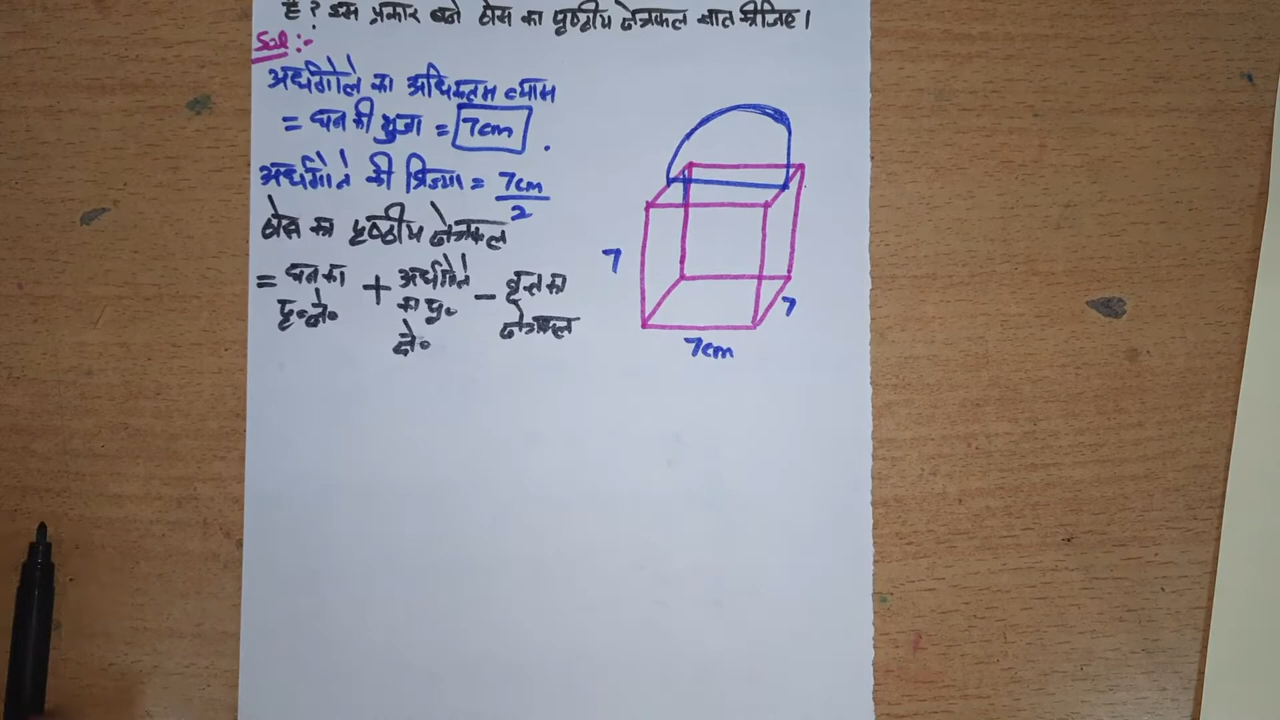 है? इस प्रकार बने ठोस का पृष्ठीय क्षेत्रफल ज्ञात कीजिए।
Sol:-
अर्धगोले का अधिकतम व्यास
= घन की भुजा = 7cm .
अर्धगोले की त्रिज्या = 7cm/2
ठोस का पृष्ठीय क्षेत्रफल
= घन का पृ॰क्षे॰ + अर्धगोले का पृ॰ क्षे॰ - वृत्त का क्षेत्रफल
7
7
7cm